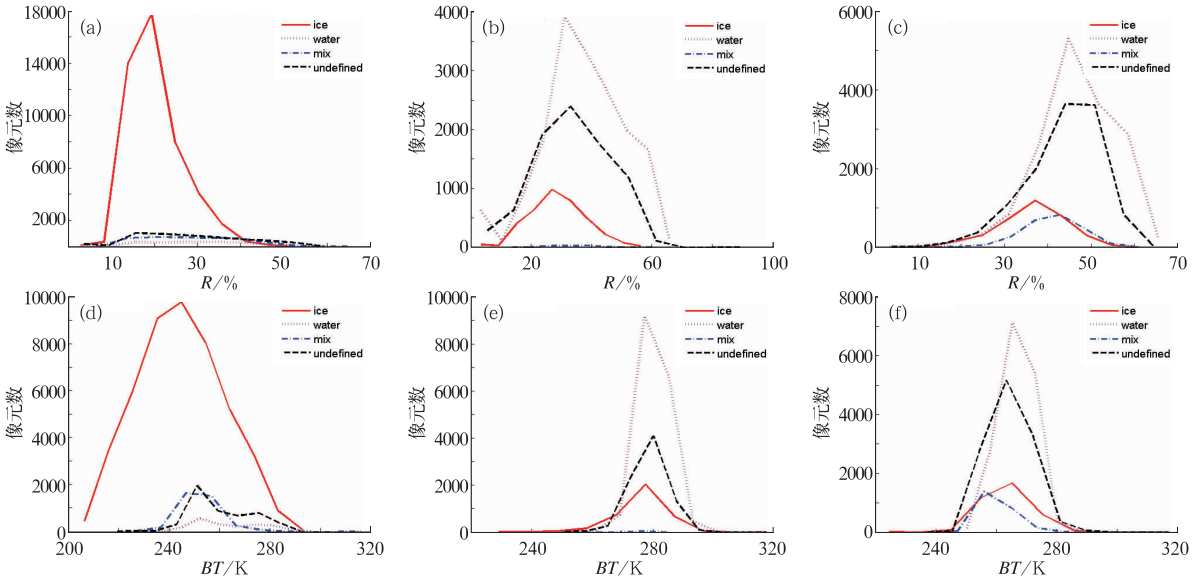 (a)
ice
water
mix
undefined
18000
14000
10000
6000
2000
像元数
10
30
50
70
R/%
(b)
ice
water
mix
undefined
4000
3000
2000
1000
0
像元数
20
60
100
R/%
(c)
ice
water
mix
undefined
6000
4000
2000
0
像元数
10
30
50
70
R/%
(d)
ice
water
mix
undefined
10000
8000
6000
4000
2000
0
像元数
200
240
280
320
BT/K
(e)
ice
water
mix
undefined
10000
8000
6000
4000
2000
0
像元数
240
280
320
BT/K
(f)
ice
water
mix
undefined
8000
6000
4000
2000
0
像元数
240
280
320
BT/K